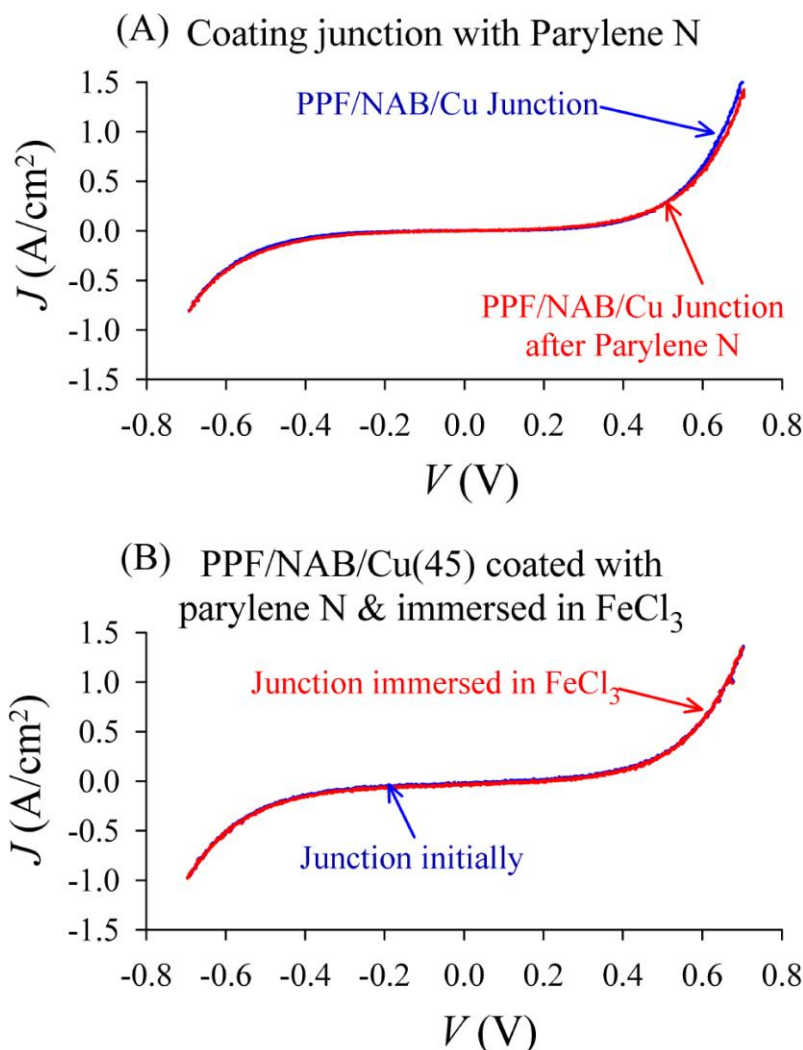 (A) Coating junction with Parylene N
1.5
1.0
0.5
0.0
-0.5
-1.0
-1.5
J (A/cm²)
PPF/NAB/Cu Junction
PPF/NAB/Cu Junction
after Parylene N
-0.8 -0.6 -0.4 -0.2 0.0 0.2 0.4 0.6 0.8
V (V)
(B) PPF/NAB/Cu(45) coated with
parylene N & immersed in FeCl₃
1.5
1.0
0.5
0.0
-0.5
-1.0
-1.5
J (A/cm²)
Junction immersed in FeCl₃
Junction initially
-0.8 -0.6 -0.4 -0.2 0.0 0.2 0.4 0.6 0.8
V (V)